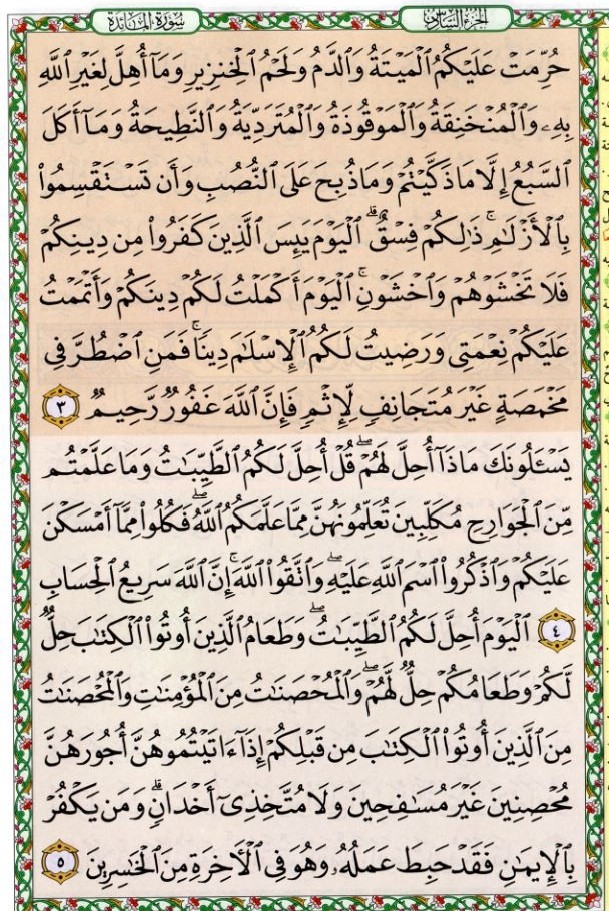 سُورَةُ المَائدة
الجزء السادس
حُرِّمَتْ عَلَيْكُمُ ٱلْمَيْتَةُ وَٱلدَّمُ وَلَحْمُ ٱلْخِنزِيرِ وَمَآ أُهِلَّ لِغَيْرِ ٱللَّهِ
بِهِۦ وَٱلْمُنْخَنِقَةُ وَٱلْمَوْقُوذَةُ وَٱلْمُتَرَدِّيَةُ وَٱلنَّطِيحَةُ وَمَآ أَكَلَ
ٱلسَّبُعُ إِلَّا مَا ذَكَّيْتُمْ وَمَا ذُبِحَ عَلَى ٱلنُّصُبِ وَأَن تَسْتَقْسِمُوا۟
بِٱلْأَزْلَٰمِ ۚ ذَٰلِكُمْ فِسْقٌ ۗ ٱلْيَوْمَ يَئِسَ ٱلَّذِينَ كَفَرُوا۟ مِن دِينِكُمْ
فَلَا تَخْشَوْهُمْ وَٱخْشَوْنِ ۚ ٱلْيَوْمَ أَكْمَلْتُ لَكُمْ دِينَكُمْ وَأَتْمَمْتُ
عَلَيْكُمْ نِعْمَتِى وَرَضِيتُ لَكُمُ ٱلْإِسْلَٰمَ دِينًا ۚ فَمَنِ ٱضْطُرَّ فِى
مَخْمَصَةٍ غَيْرَ مُتَجَانِفٍ لِّإِثْمٍ ۙ فَإِنَّ ٱللَّهَ غَفُورٌ رَّحِيمٌ ٣
يَسْـَٔلُونَكَ مَاذَآ أُحِلَّ لَهُمْ ۖ قُلْ أُحِلَّ لَكُمُ ٱلطَّيِّبَٰتُ ۙ وَمَا عَلَّمْتُم
مِّنَ ٱلْجَوَارِحِ مُكَلِّبِينَ تُعَلِّمُونَهُنَّ مِمَّا عَلَّمَكُمُ ٱللَّهُ ۖ فَكُلُوا۟ مِمَّآ أَمْسَكْنَ
عَلَيْكُمْ وَٱذْكُرُوا۟ ٱسْمَ ٱللَّهِ عَلَيْهِ ۖ وَٱتَّقُوا۟ ٱللَّهَ ۚ إِنَّ ٱللَّهَ سَرِيعُ ٱلْحِسَابِ
٤ ٱلْيَوْمَ أُحِلَّ لَكُمُ ٱلطَّيِّبَٰتُ ۖ وَطَعَامُ ٱلَّذِينَ أُوتُوا۟ ٱلْكِتَٰبَ حِلٌّ
لَّكُمْ وَطَعَامُكُمْ حِلٌّ لَّهُمْ ۖ وَٱلْمُحْصَنَٰتُ مِنَ ٱلْمُؤْمِنَٰتِ وَٱلْمُحْصَنَٰتُ
مِنَ ٱلَّذِينَ أُوتُوا۟ ٱلْكِتَٰبَ مِن قَبْلِكُمْ إِذَآ ءَاتَيْتُمُوهُنَّ أُجُورَهُنَّ
مُحْصِنِينَ غَيْرَ مُسَٰفِحِينَ وَلَا مُتَّخِذِىٓ أَخْدَانٍ ۗ وَمَن يَكْفُرْ
بِٱلْإِيمَٰنِ فَقَدْ حَبِطَ عَمَلُهُۥ وَهُوَ فِى ٱلْـَٔاخِرَةِ مِنَ ٱلْخَٰسِرِينَ ٥